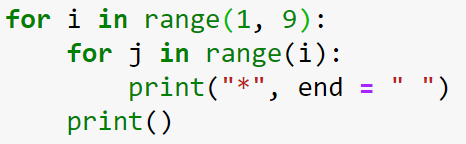 for i in range(1, 9):
    for j in range(i):
        print("*", end = " ")
    print()